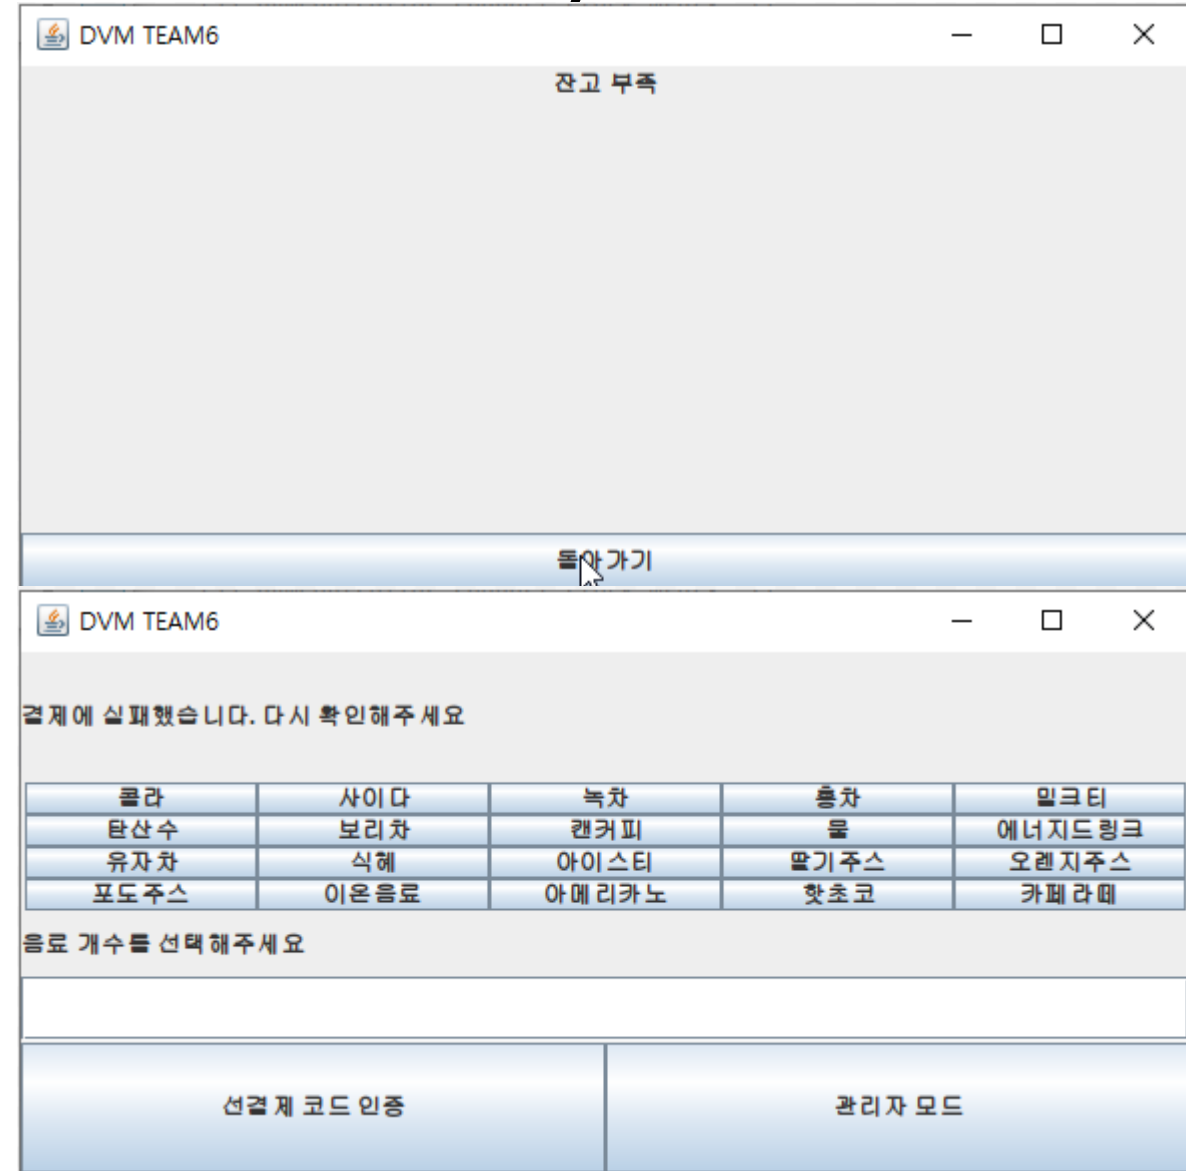 DVM TEAM6
잔고 부족
돌아가기
DVM TEAM6
결제에 실패했습니다. 다시 확인해주세요
콜라 사이다 녹차 홍차 밀크티
탄산수 보리차 캔커피 물 에너지드링크
유자차 식혜 아이스티 딸기주스 오렌지주스
포도주스 이온음료 아메리카노 핫초코 카페라떼
음료 개수를 선택해주세요
선결제 코드 인증 관리자 모드